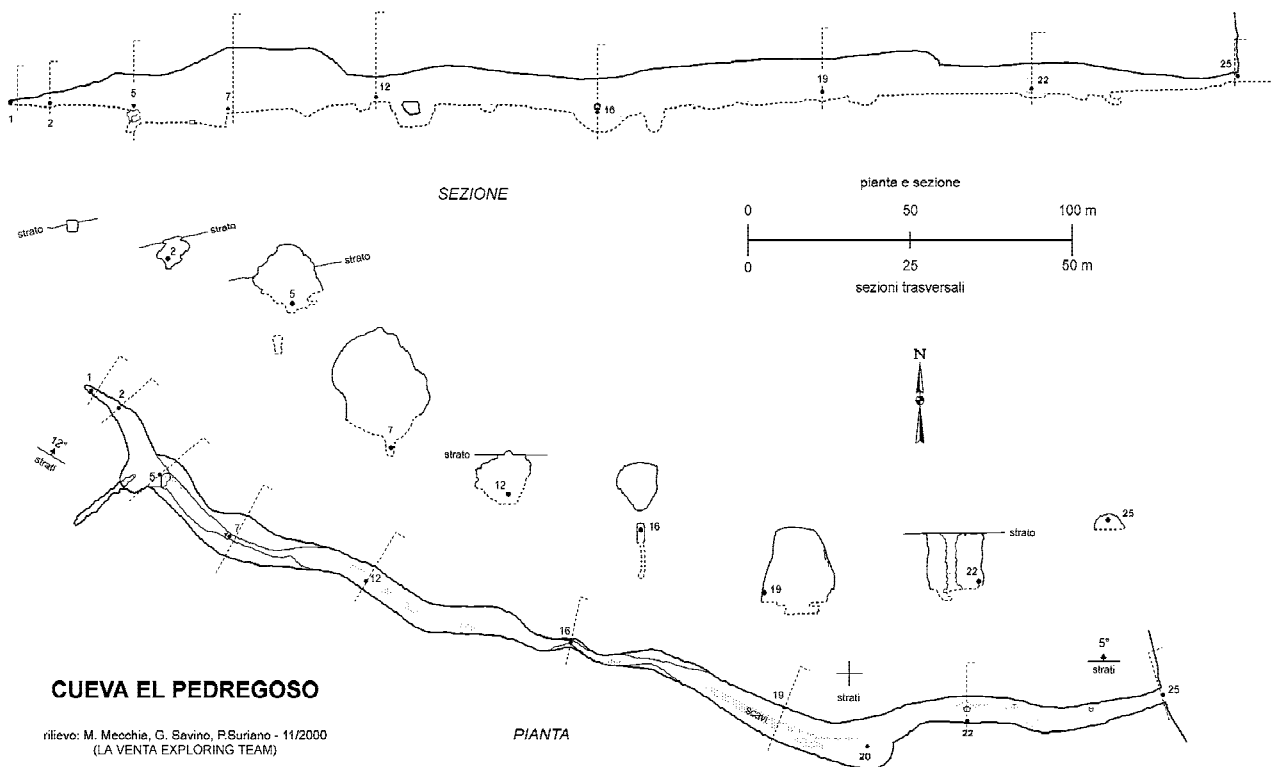 1
2
5
7
12
16
19
22
25
SEZIONE
pianta e sezione
0 50 100 m
0 25 50 m
sezioni trasversali
strato
2
strato
5
strato
7
strato
12
16
19
22
strato
25
N
1
2
12°
strati
5
7
12
16
19
scavi
20
strati
22
5°
strati
25
CUEVA EL PEDREGOSO
rilievo: M. Mecchia, G. Savino, P.Suriano - 11/2000
(LA VENTA EXPLORING TEAM)
PIANTA